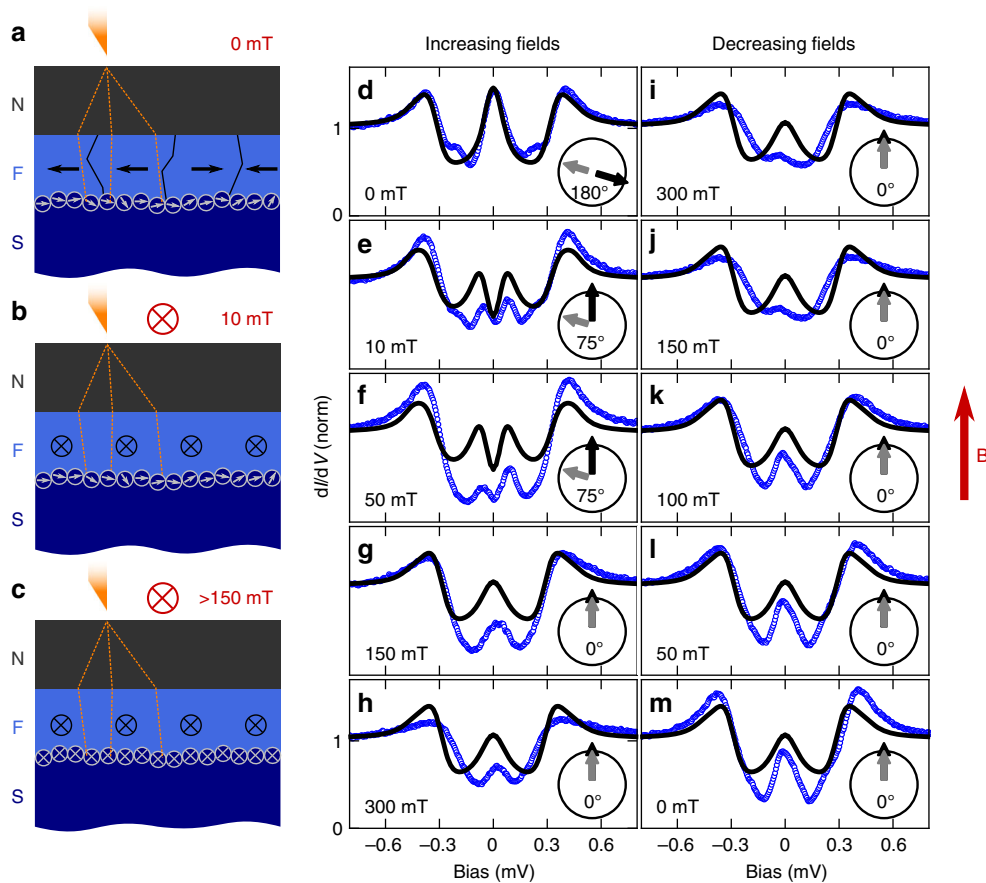 a
0 mT
N
F
S
b
10 mT
N
F
S
c
>150 mT
N
F
S
Increasing fields
Decreasing fields
d
1
0 mT
180°
0
i
300 mT
0°
e
10 mT
75°
j
150 mT
0°
f
50 mT
75°
k
100 mT
0°
g
150 mT
0°
l
50 mT
0°
h
1
300 mT
0°
0
m
0 mT
0°
dI/dV (norm)
B
–0.6 –0.3 0 0.3 0.6
Bias (mV)
–0.6 –0.3 0 0.3 0.6
Bias (mV)